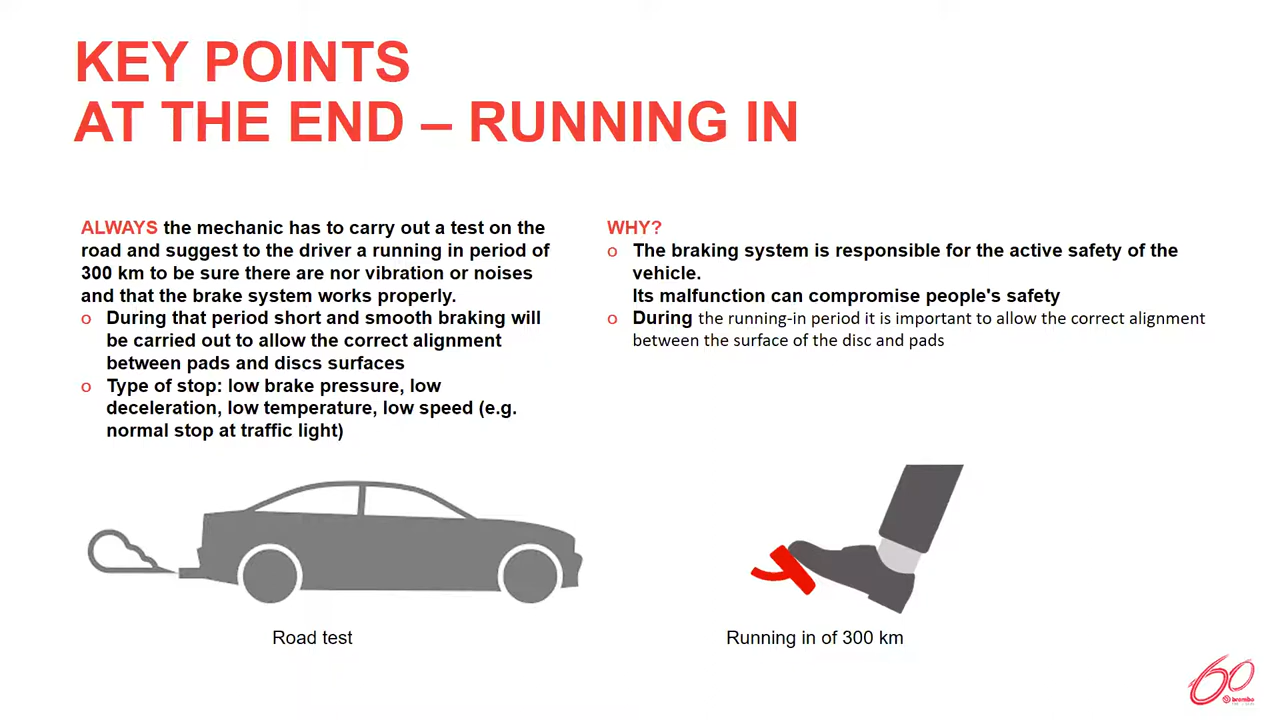 KEY POINTS
AT THE END – RUNNING IN
ALWAYS the mechanic has to carry out a test on the
road and suggest to the driver a running in period of
300 km to be sure there are nor vibration or noises
and that the brake system works properly.
o During that period short and smooth braking will
be carried out to allow the correct alignment
between pads and discs surfaces
o Type of stop: low brake pressure, low
deceleration, low temperature, low speed (e.g.
normal stop at traffic light)
WHY?
o The braking system is responsible for the active safety of the
vehicle.
Its malfunction can compromise people's safety
o During the running-in period it is important to allow the correct alignment
between the surface of the disc and pads
Road test
Running in of 300 km
60
brembo